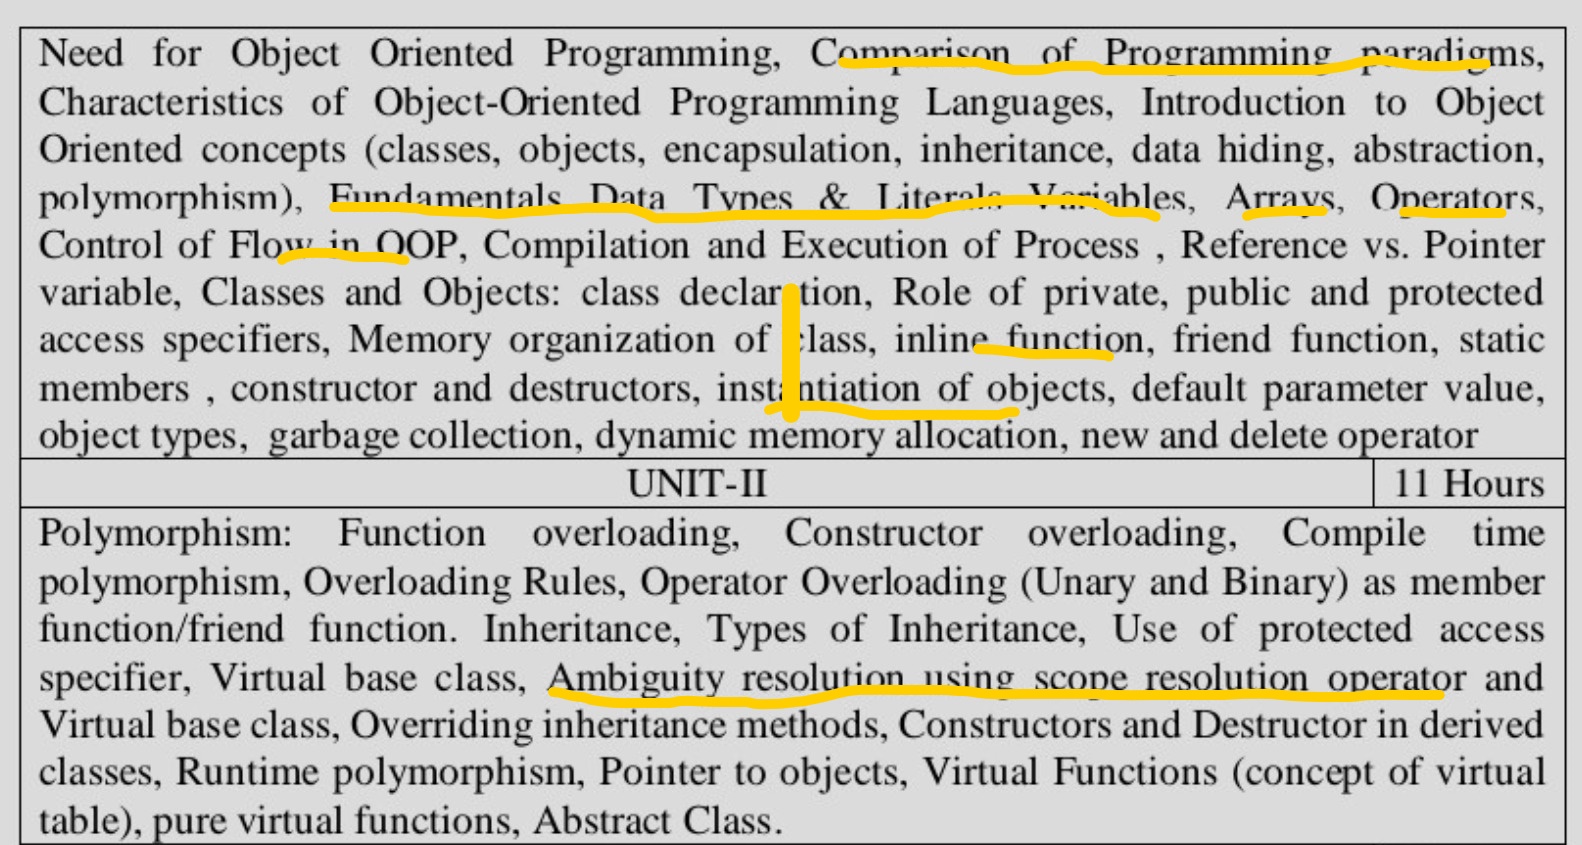 Need for Object Oriented Programming, Comparison of Programming paradigms,
Characteristics of Object-Oriented Programming Languages, Introduction to Object
Oriented concepts (classes, objects, encapsulation, inheritance, data hiding, abstraction,
polymorphism), Fundamentals Data Types & Literals Variables, Arrays, Operators,
Control of Flow in OOP, Compilation and Execution of Process , Reference vs. Pointer
variable, Classes and Objects: class declaration, Role of private, public and protected
access specifiers, Memory organization of class, inline function, friend function, static
members , constructor and destructors, instantiation of objects, default parameter value,
object types, garbage collection, dynamic memory allocation, new and delete operator
UNIT-II 11 Hours
Polymorphism: Function overloading, Constructor overloading, Compile time
polymorphism, Overloading Rules, Operator Overloading (Unary and Binary) as member
function/friend function. Inheritance, Types of Inheritance, Use of protected access
specifier, Virtual base class, Ambiguity resolution using scope resolution operator and
Virtual base class, Overriding inheritance methods, Constructors and Destructor in derived
classes, Runtime polymorphism, Pointer to objects, Virtual Functions (concept of virtual
table), pure virtual functions, Abstract Class.